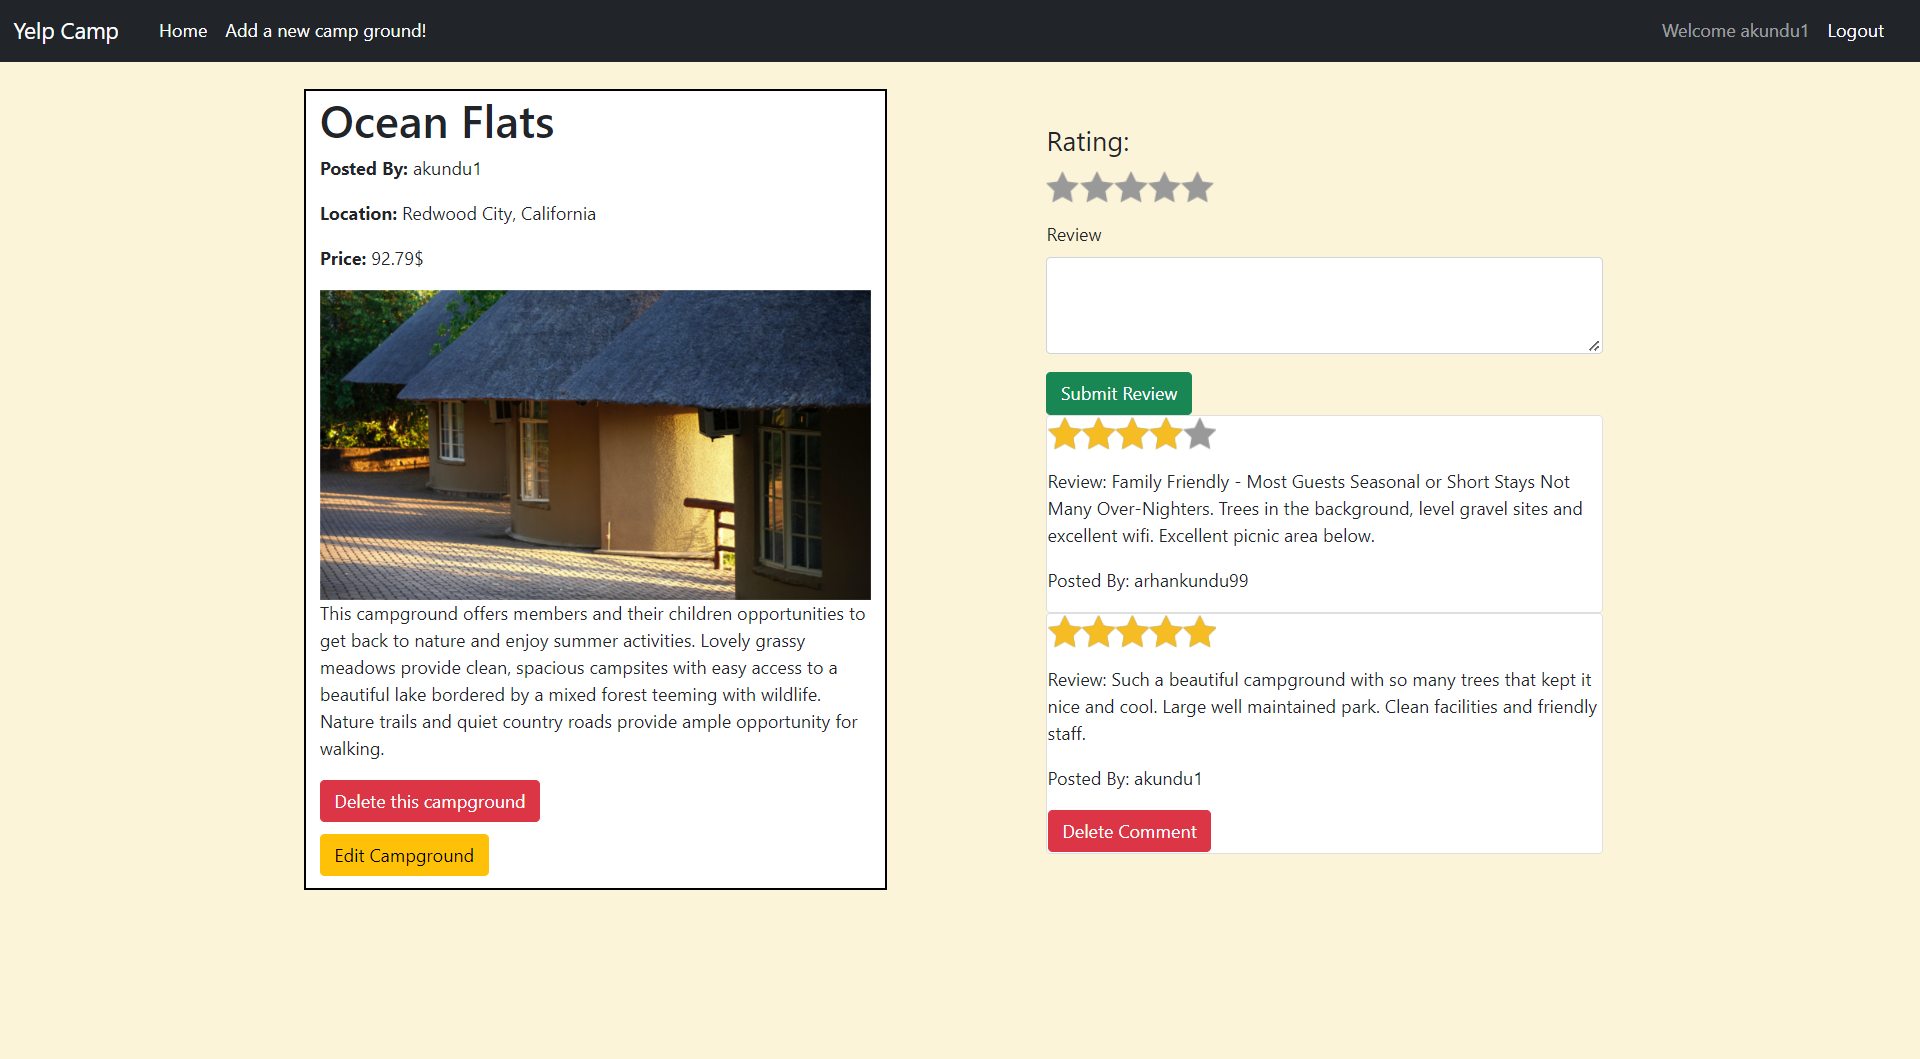 Yelp Camp Home Add a new camp ground! Welcome akundu1 Logout
Ocean Flats
Posted By: akundu1
Location: Redwood City, California
Price: 92.79$
This campground offers members and their children opportunities to
get back to nature and enjoy summer activities. Lovely grassy
meadows provide clean, spacious campsites with easy access to a
beautiful lake bordered by a mixed forest teeming with wildlife.
Nature trails and quiet country roads provide ample opportunity for
walking.
Delete this campground
Edit Campground
Rating:
Review
Submit Review
Review: Family Friendly - Most Guests Seasonal or Short Stays Not
Many Over-Nighters. Trees in the background, level gravel sites and
excellent wifi. Excellent picnic area below.
Posted By: arhankundu99
Review: Such a beautiful campground with so many trees that kept it
nice and cool. Large well maintained park. Clean facilities and friendly
staff.
Posted By: akundu1
Delete Comment